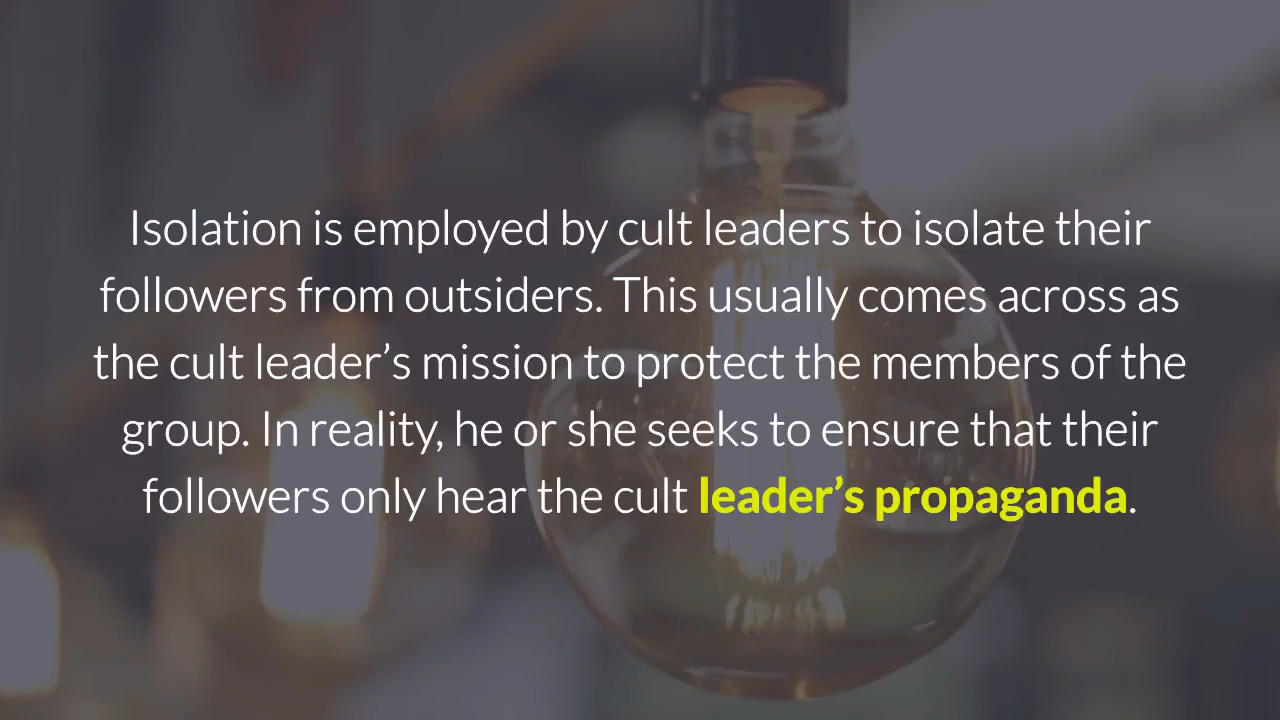 Isolation is employed by cult leaders to isolate their
followers from outsiders. This usually comes across as
the cult leader’s mission to protect the members of the
group. In reality, he or she seeks to ensure that their
followers only hear the cult leader’s propaganda.